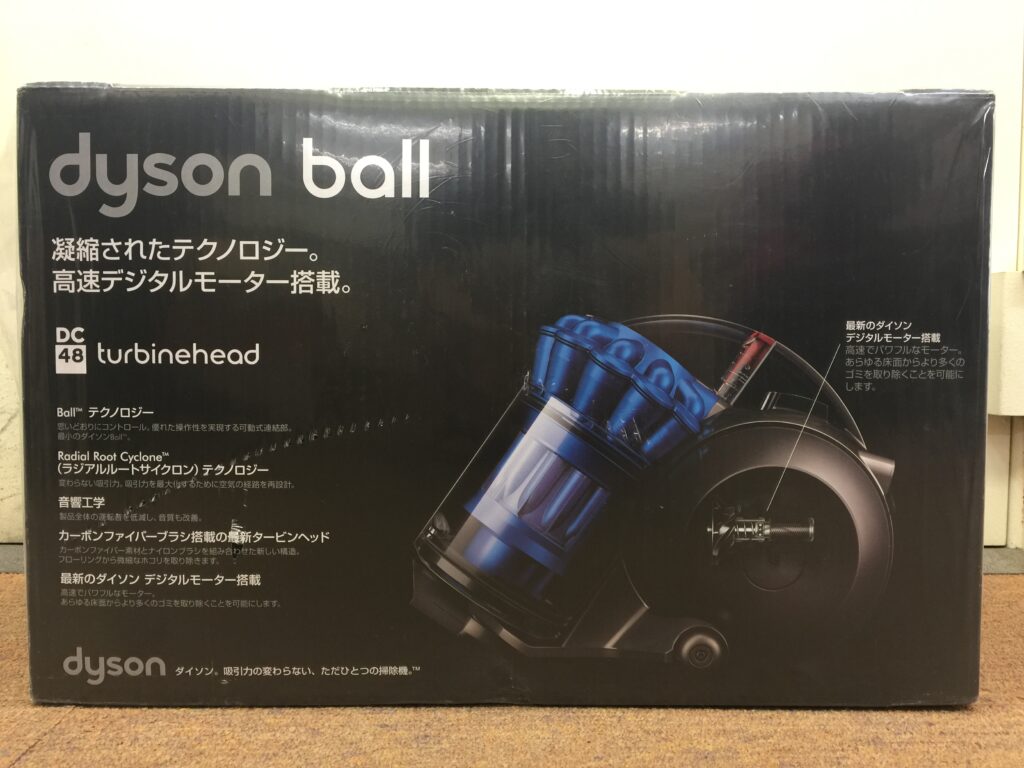 dyson ball
凝縮されたテクノロジー。
高速デジタルモーター搭載。
DC
48 turbinehead
Ball™ テクノロジー
思いどおりにコントロール。優れた操作性を実現する可動式連結部。
最小のダイソンBall™。
Radial Root Cyclone™
(ラジアルルートサイクロン) テクノロジー
変わらない吸引力。吸引力を最大化するために空気の経路を再設計。
音響工学
製品全体の運転音を低減し、音質も改善。
カーボンファイバーブラシ搭載の最新タービンヘッド
カーボンファイバー素材とナイロンブラシを組み合わせた新しい構造。
フローリングから微細なホコリを取り除きます。
最新のダイソン デジタルモーター搭載
高速でパワフルなモーター。
あらゆる床面からより多くのゴミを取り除くことを可能にします。
最新のダイソン
デジタルモーター搭載
高速でパワフルなモーター。
あらゆる床面からより多くの
ゴミを取り除くことを可能に
します。
dyson ダイソン。吸引力の変わらない、ただひとつの掃除機。™